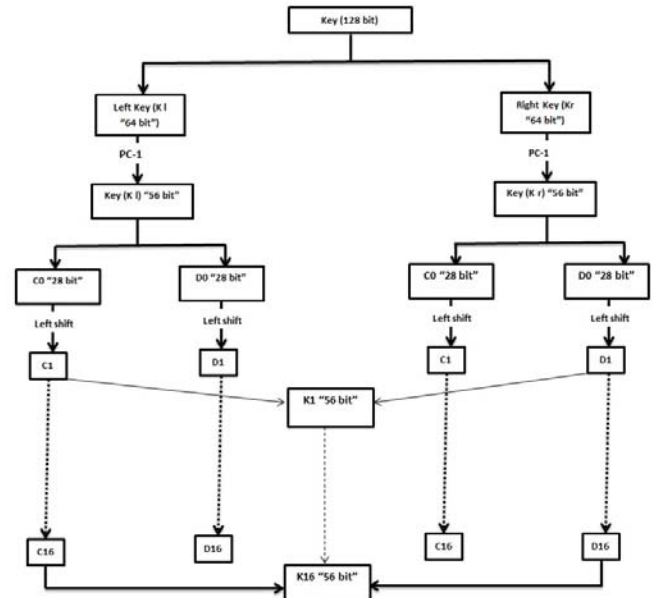 Key (128 bit)
Left Key (K l
“64 bit”)
Right Key (Kr
“64 bit”)
PC-1
PC-1
Key (K l) “56 bit”
Key (K r) “56 bit”
C0 “28 bit”
D0 “28 bit”
C0 “28 bit”
D0 “28 bit”
Left shift
Left shift
Left shift
Left shift
C1
D1
C1
D1
K1 “56 bit”
C16
D16
C16
D16
K16 “56 bit”